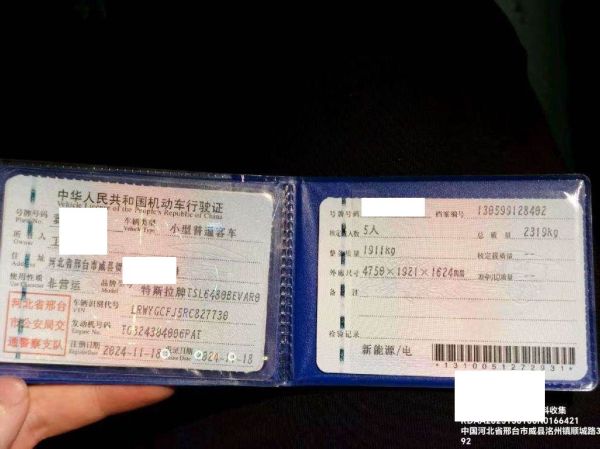 中华人民共和国机动车行驶证
Vehicle License of the People's Republic of China
号牌号码
Plate No.
车辆类型
Vehicle Type
小型普通客车
所有人
Owner
住址
Address
河北省邢台市威县
使用性质
Use Character
非营运
品牌型号
Model
特斯拉牌TSL6480BEVAR0
河北省邢台
市公安局交
通警察支队
车辆识别代号
VIN
LRWYGCFJ5RC827730
发动机号码
Engine No.
TG324304006PAT
注册日期
Register Date
2024-11-18
发证日期
2024-11-18
号牌号码
档案编号
130599128402
核定载人数
5人
总质量
2319kg
整备质量
1911kg
核定载质量
外廓尺寸
4750×1921×1624mm
准牵引总质量
备注
检验记录
新能源/电
*1310051272931*
料收集
中国河北省邢台市威县洺州镇顺城路3
92